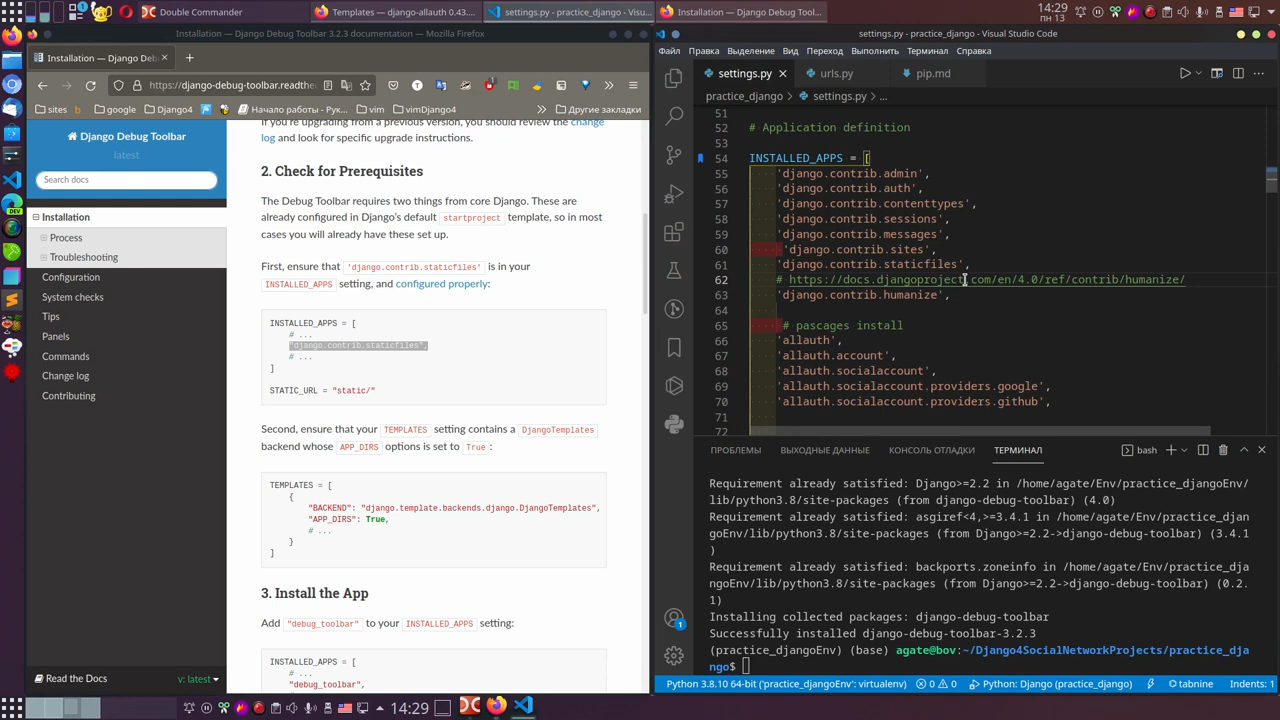 Double Commander
Templates — django-allauth 0.43....
settings.py - practice_django - Visu...
Installation — Django Debug Tool...
14:29
пн 13
Installation — Django Debug Toolbar 3.2.3 documentation — Mozilla Firefox
Installation — Django Deb
https://django-debug-toolbar.readthe
sites
google
Django4
Начало работы - Рук...
vim
vimDjango4
Другие закладки
Django Debug Toolbar
latest
Search docs
Installation
Process
Troubleshooting
Configuration
System checks
Tips
Panels
Commands
Change log
Contributing
Read the Docs
v: latest
If you're upgrading from a previous version, you should review the change
log and look for specific upgrade instructions.
2. Check for Prerequisites
The Debug Toolbar requires two things from core Django. These are
already configured in Django's default startproject template, so in most
cases you will already have these set up.
First, ensure that 'django.contrib.staticfiles' is in your
INSTALLED_APPS setting, and configured properly:
INSTALLED_APPS = [
# ...
"django.contrib.staticfiles",
# ...
]
STATIC_URL = "static/"
Second, ensure that your TEMPLATES setting contains a DjangoTemplates
backend whose APP_DIRS options is set to True :
TEMPLATES = [
{
"BACKEND": "django.template.backends.django.DjangoTemplates",
"APP_DIRS": True,
# ...
}
]
3. Install the App
Add "debug_toolbar" to your INSTALLED_APPS setting:
INSTALLED_APPS = [
# ...
"debug_toolbar",
settings.py - practice_django - Visual Studio Code
Файл Правка Выделение Вид Переход Выполнить Терминал Справка
settings.py
urls.py
pip.md
practice_django > settings.py > ...
51
52 # Application definition
53
54 INSTALLED_APPS = [
55 'django.contrib.admin',
56 'django.contrib.auth',
57 'django.contrib.contenttypes',
58 'django.contrib.sessions',
59 'django.contrib.messages',
60 'django.contrib.sites',
61 'django.contrib.staticfiles',
62 # https://docs.djangoproject.com/en/4.0/ref/contrib/humanize/
63 'django.contrib.humanize',
64
65 # pascages install
66 'allauth',
67 'allauth.account',
68 'allauth.socialaccount',
69 'allauth.socialaccount.providers.google',
70 'allauth.socialaccount.providers.github',
71
72
ПРОБЛЕМЫ ВЫХОДНЫЕ ДАННЫЕ КОНСОЛЬ ОТЛАДКИ ТЕРМИНАЛ bash
Requirement already satisfied: Django>=2.2 in /home/agate/Env/practice_djangoEnv/
lib/python3.8/site-packages (from django-debug-toolbar) (4.0)
Requirement already satisfied: asgiref<4,>=3.4.1 in /home/agate/Env/practice_djan
goEnv/lib/python3.8/site-packages (from Django>=2.2->django-debug-toolbar) (3.4.1
)
Requirement already satisfied: backports.zoneinfo in /home/agate/Env/practice_dja
ngoEnv/lib/python3.8/site-packages (from Django>=2.2->django-debug-toolbar) (0.2.
1)
Installing collected packages: django-debug-toolbar
Successfully installed django-debug-toolbar-3.2.3
(practice_djangoEnv) (base) agate@bov:~/Django4SocialNetworkProjects/practice_dja
ngo$
1
Python 3.8.10 64-bit ('practice_djangoEnv': virtualenv) 0 0 Python: Django (practice_django) tabnine Indents: 1
14:29